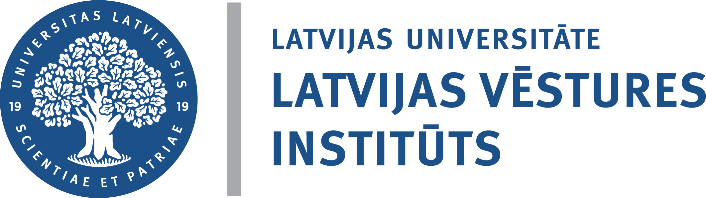 UNIVERSITAS LATVIENSIS
19 19
SCIENTIAE ET PATRIAE
LATVIJAS UNIVERSITĀTE
LATVIJAS VĒSTURES
INSTITŪTS